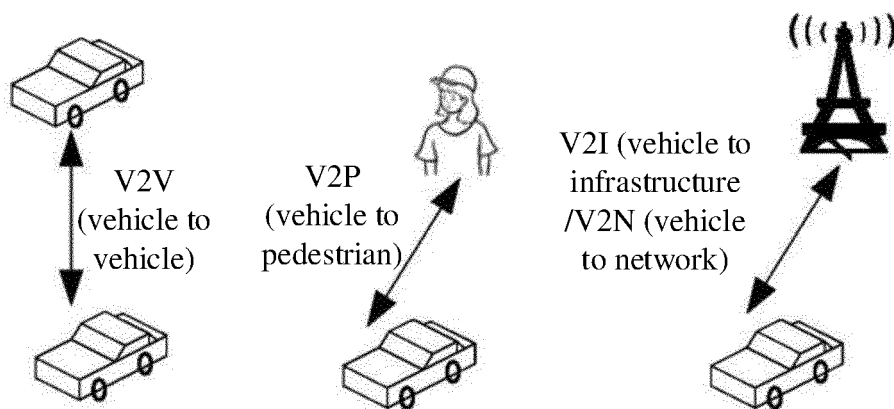 V2V
(vehicle to
vehicle)
V2P
(vehicle to
pedestrian)
V2I (vehicle to
infrastructure
/V2N (vehicle
to network)